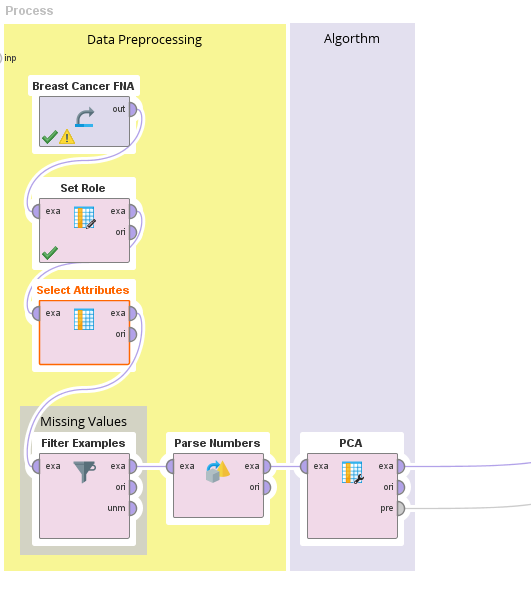 Process
Data Preprocessing
Algorthm
inp
Breast Cancer FNA
out
Set Role
exa
exa
ori
Select Attributes
exa
exa
ori
Missing Values
Filter Examples
Parse Numbers
PCA
exa
exa
exa
exa
exa
exa
ori
ori
ori
unm
pre